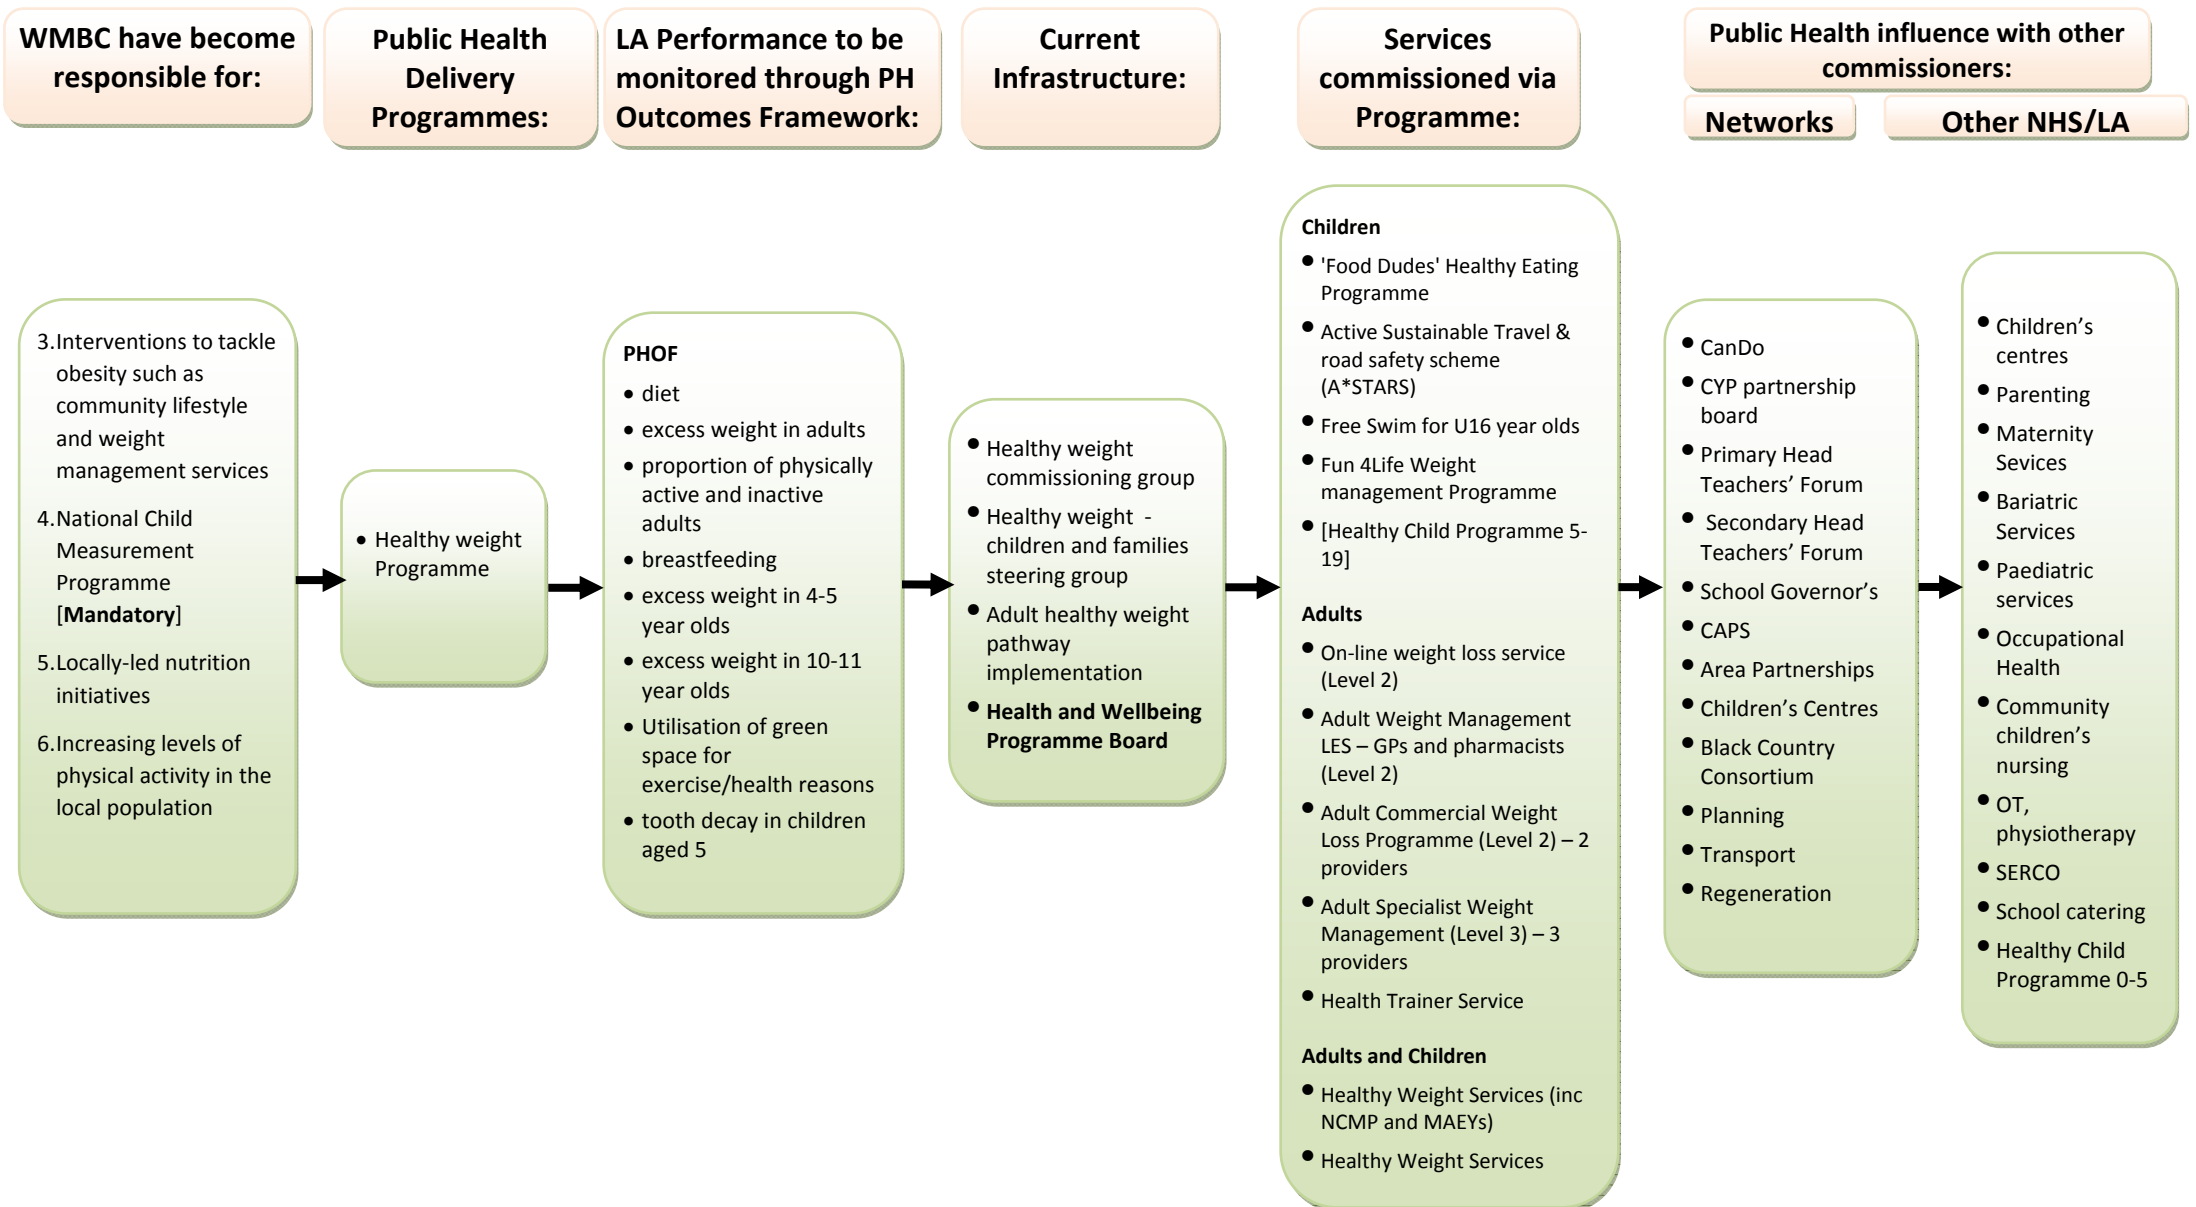 WMBC have become
responsible for:
Public Health
Delivery
Programmes:
LA Performance to be
monitored through PH
Outcomes Framework:
Current
Infrastructure:
Services
commissioned via
Programme:
Public Health influence with other
commissioners:
Networks
Other NHS/LA
3.Interventions to tackle
obesity such as
community lifestyle
and weight
management services
4.National Child
Measurement
Programme
[Mandatory]
5.Locally-led nutrition
initiatives
6.Increasing levels of
physical activity in the
local population
• Healthy weight
Programme
PHOF
• diet
• excess weight in adults
• proportion of physically
active and inactive
adults
• breastfeeding
• excess weight in 4-5
year olds
• excess weight in 10-11
year olds
• Utilisation of green
space for
exercise/health reasons
• tooth decay in children
aged 5
• Healthy weight
commissioning group
• Healthy weight -
children and families
steering group
• Adult healthy weight
pathway
implementation
• Health and Wellbeing
Programme Board
Children
• 'Food Dudes' Healthy Eating
Programme
• Active Sustainable Travel &
road safety scheme
(A*STARS)
• Free Swim for U16 year olds
• Fun 4Life Weight
management Programme
• [Healthy Child Programme 5-
19]
Adults
• On-line weight loss service
(Level 2)
• Adult Weight Management
LES – GPs and pharmacists
(Level 2)
• Adult Commercial Weight
Loss Programme (Level 2) – 2
providers
• Adult Specialist Weight
Management (Level 3) – 3
providers
• Health Trainer Service
Adults and Children
• Healthy Weight Services (inc
NCMP and MAEYs)
• Healthy Weight Services
• CanDo
• CYP partnership
board
• Primary Head
Teachers’ Forum
• Secondary Head
Teachers’ Forum
• School Governor’s
• CAPS
• Area Partnerships
• Children’s Centres
• Black Country
Consortium
• Planning
• Transport
• Regeneration
• Children’s
centres
• Parenting
• Maternity
Sevices
• Bariatric
Services
• Paediatric
services
• Occupational
Health
• Community
children’s
nursing
• OT,
physiotherapy
• SERCO
• School catering
• Healthy Child
Programme 0-5